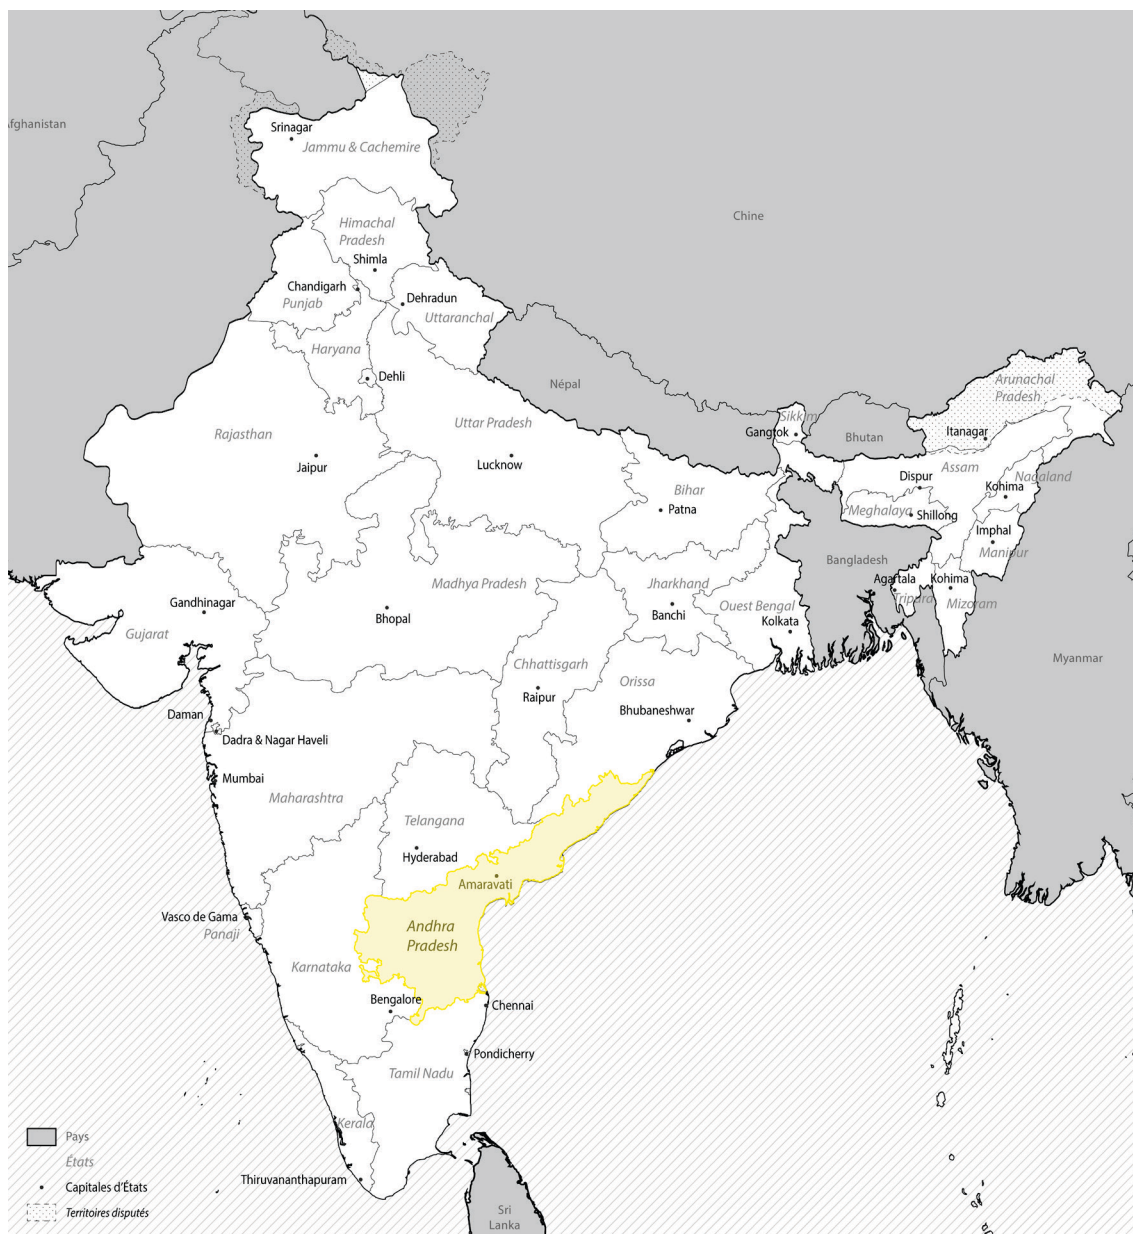 Afghanistan
Srinagar
Jammu & Cachemire
Chine
Himachal
Pradesh
Shimla
Chandigarh
Punjab
Dehradun
Uttaranchal
Haryana
Dehli
Népal
Arunachal
Pradesh
Sikkim
Gangtok
Bhutan
Itanagar
Rajasthan
Uttar Pradesh
Jaipur
Lucknow
Assam
Dispur
Nagaland
Kohima
Bihar
Patna
Meghalaya
Shillong
Imphal
Manipur
Bangladesh
Madhya Pradesh
Jharkhand
Agartala
Kohima
Tripura
Mizoram
Gandhinagar
Bhopal
Banchi
Ouest Bengal
Kolkata
Gujarat
Chhattisgarh
Raipur
Orissa
Bhubaneshwar
Myanmar
Daman
Dadra & Nagar Haveli
Mumbai
Maharashtra
Telangana
Hyderabad
Amaravati
Vasco de Gama
Panaji
Andhra
Pradesh
Karnataka
Bengalore
Chennai
Pondicherry
Tamil Nadu
Kerala
Thiruvananthapuram
Sri
Lanka
Pays
États
Capitales d'États
Territoires disputés